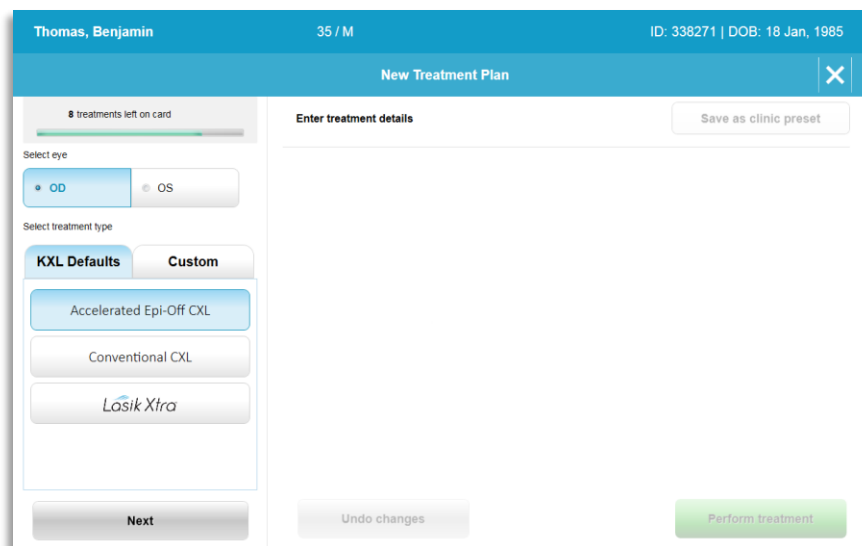 Thomas, Benjamin 35 / M ID: 338271 | DOB: 18 Jan, 1985
New Treatment Plan
8 treatments left on card
Select eye
OD OS
Select treatment type
KXL Defaults Custom
Accelerated Epi-Off CXL
Conventional CXL
Lasik Xtra
Next
Enter treatment details Save as clinic preset
Undo changes Perform treatment